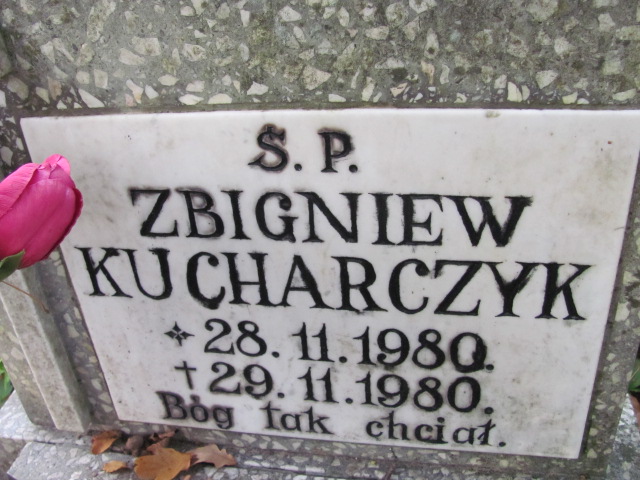 Ś. P.
ZBIGNIEW
KUCHARCZYK
* 28. 11. 1980.
† 29. 11. 1980.
Bóg tak chciał.